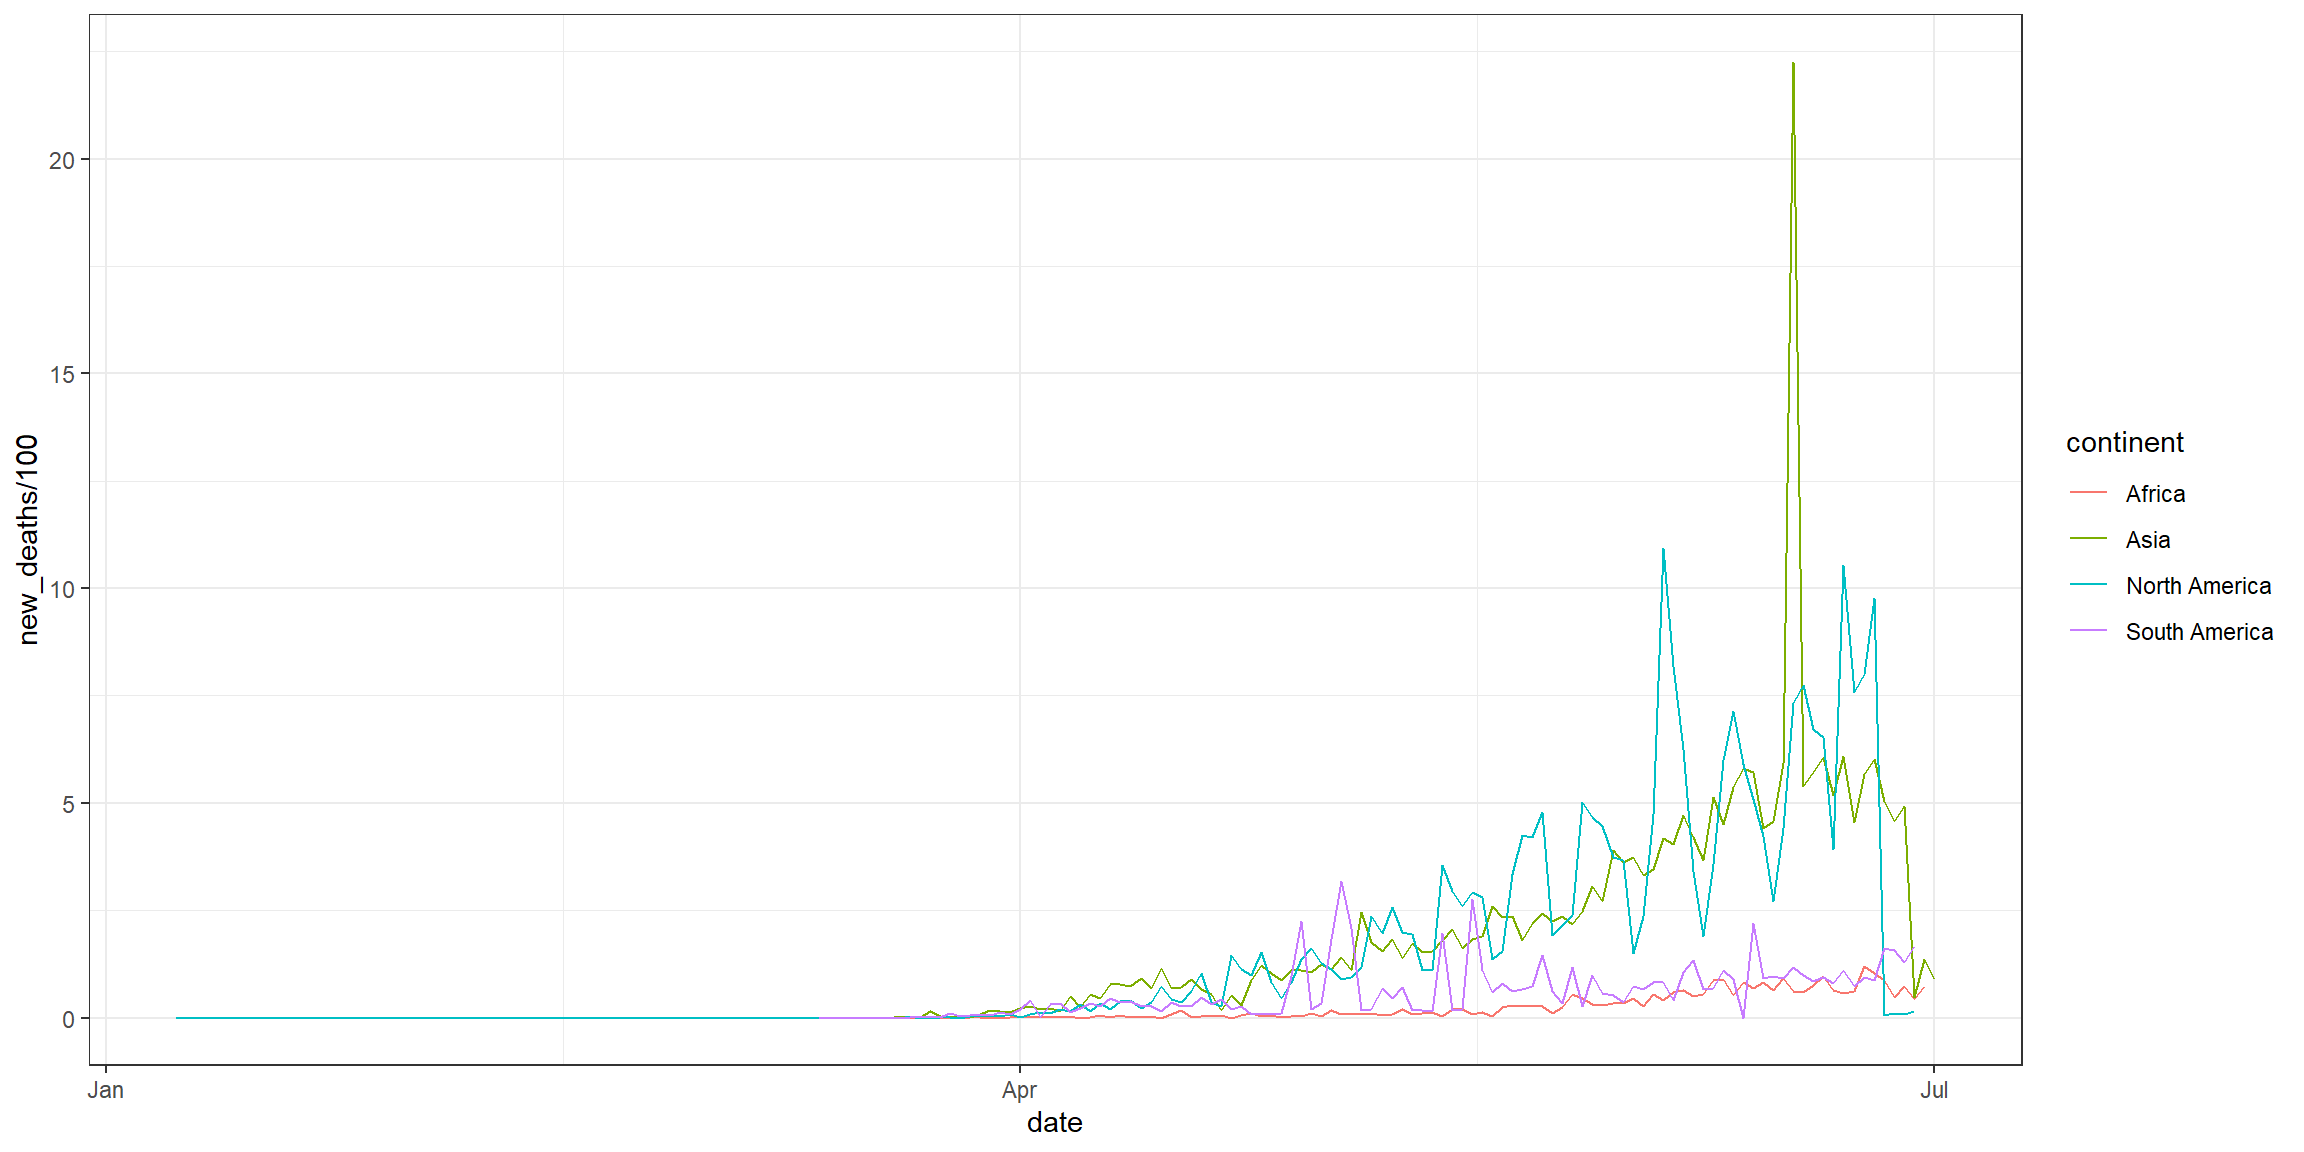 new_deaths/100
20
15
10
5
0
Jan
Apr
Jul
date
continent
Africa
Asia
North America
South America